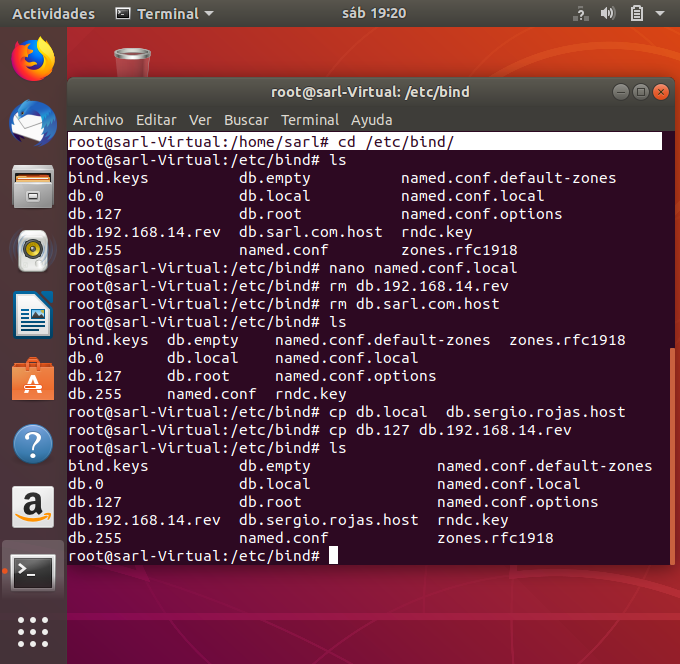 Actividades Terminal sáb 19:20
root@sarl-Virtual: /etc/bind
Archivo Editar Ver Buscar Terminal Ayuda
root@sarl-Virtual:/home/sarl# cd /etc/bind/
root@sarl-Virtual:/etc/bind# ls
bind.keys db.empty named.conf.default-zones
db.0 db.local named.conf.local
db.127 db.root named.conf.options
db.192.168.14.rev db.sarl.com.host rndc.key
db.255 named.conf zones.rfc1918
root@sarl-Virtual:/etc/bind# nano named.conf.local
root@sarl-Virtual:/etc/bind# rm db.192.168.14.rev
root@sarl-Virtual:/etc/bind# rm db.sarl.com.host
root@sarl-Virtual:/etc/bind# ls
bind.keys db.empty named.conf.default-zones zones.rfc1918
db.0 db.local named.conf.local
db.127 db.root named.conf.options
db.255 named.conf rndc.key
root@sarl-Virtual:/etc/bind# cp db.local  db.sergio.rojas.host
root@sarl-Virtual:/etc/bind# cp db.127 db.192.168.14.rev
root@sarl-Virtual:/etc/bind# ls
bind.keys db.empty named.conf.default-zones
db.0 db.local named.conf.local
db.127 db.root named.conf.options
db.192.168.14.rev db.sergio.rojas.host rndc.key
db.255 named.conf zones.rfc1918
root@sarl-Virtual:/etc/bind#